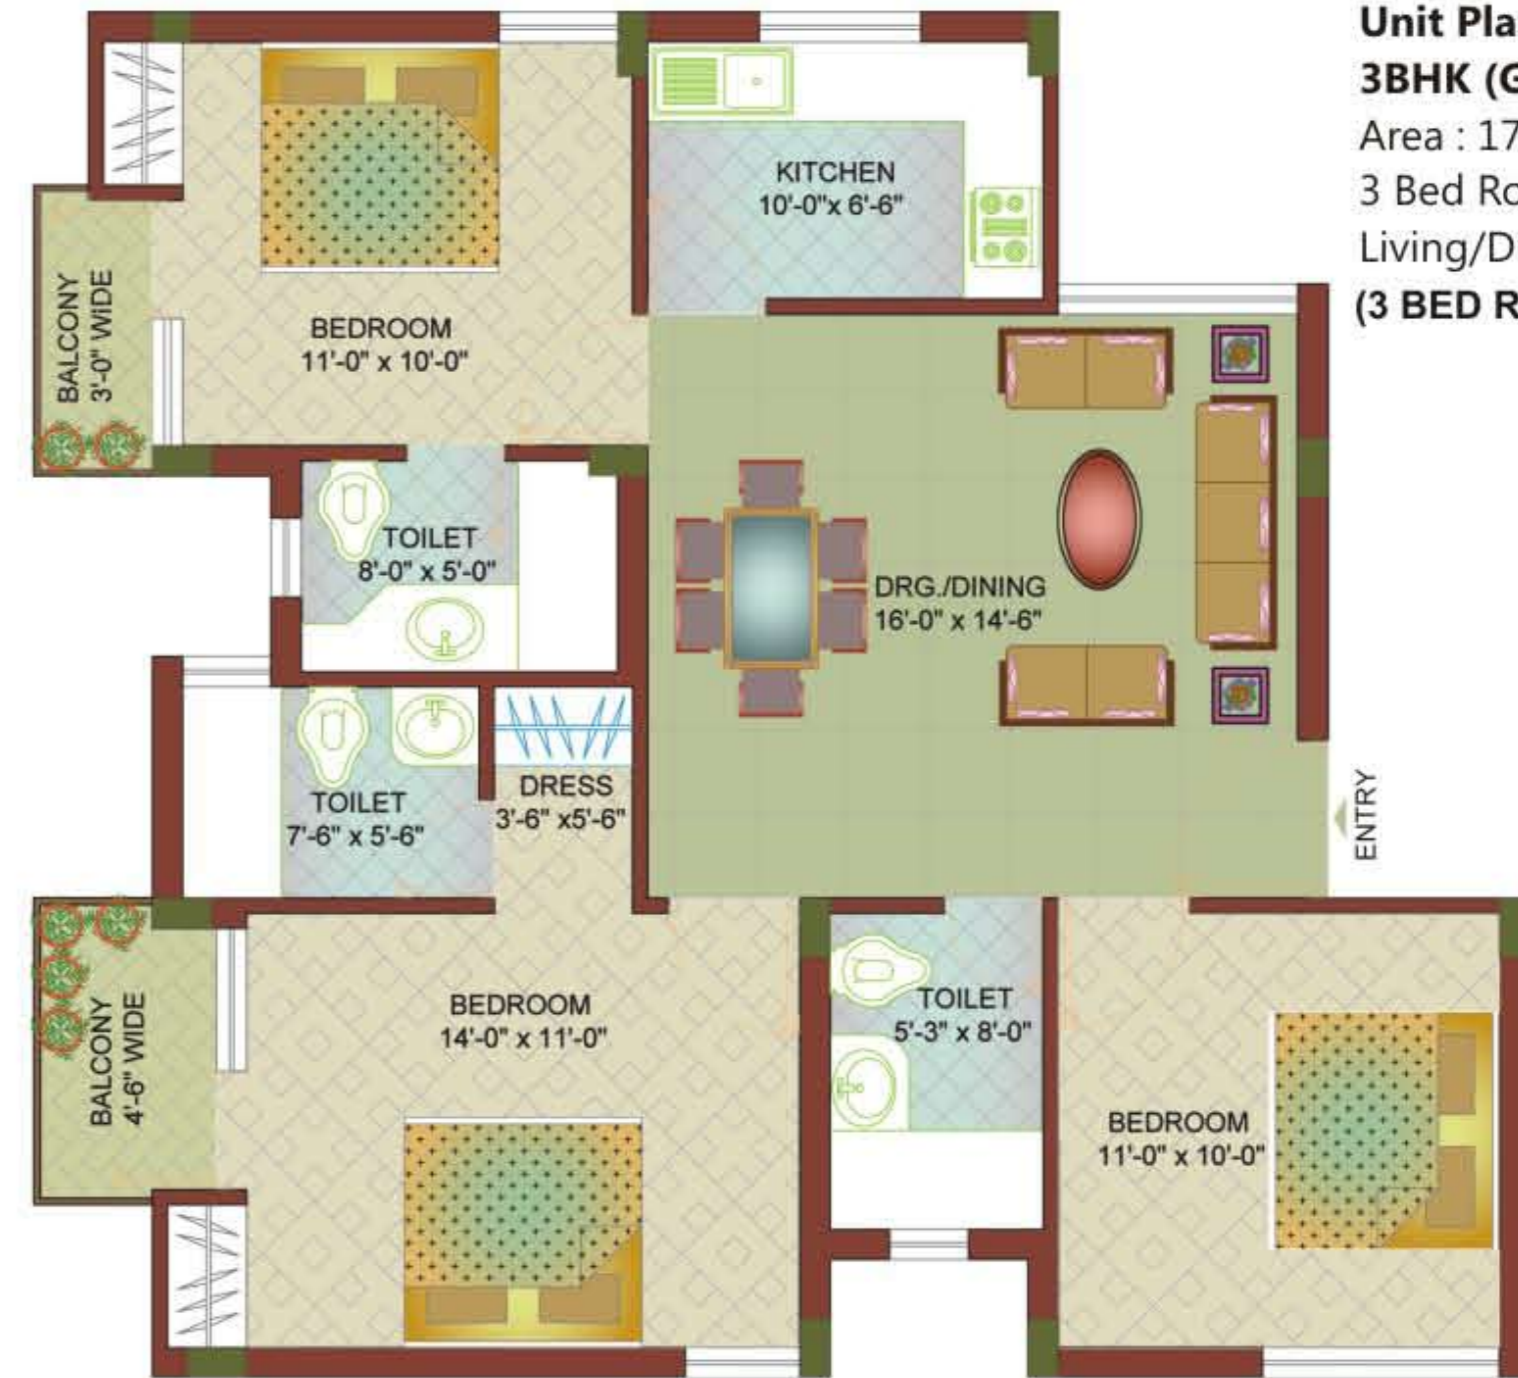 Unit Pla
3BHK (G
Area : 17
3 Bed Ro
Living/D
(3 BED R
KITCHEN
10'-0"x 6'-6"
BEDROOM
11'-0" x 10'-0"
BALCONY
3'-0" WIDE
TOILET
8'-0" x 5'-0"
DRG./DINING
16'-0" x 14'-6"
TOILET
7'-6" x 5'-6"
DRESS
3'-6" x5'-6"
ENTRY
BALCONY
4'-6" WIDE
BEDROOM
14'-0" x 11'-0"
TOILET
5'-3" x 8'-0"
BEDROOM
11'-0" x 10'-0"